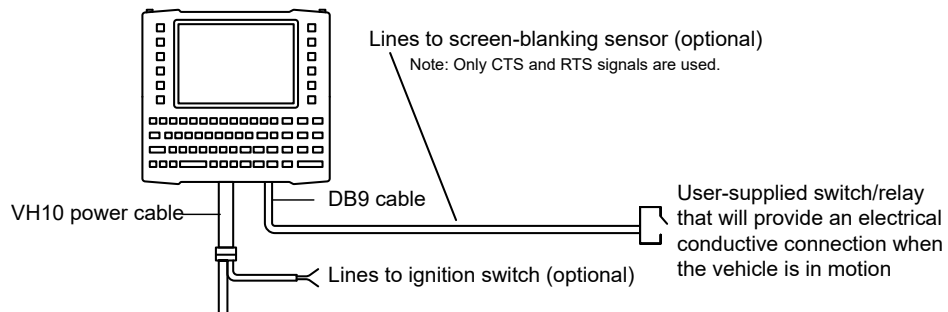 Lines to screen-blanking sensor (optional)
Note: Only CTS and RTS signals are used.
DB9 cable
VH10 power cable
User-supplied switch/relay
that will provide an electrical
conductive connection when
the vehicle is in motion
Lines to ignition switch (optional)